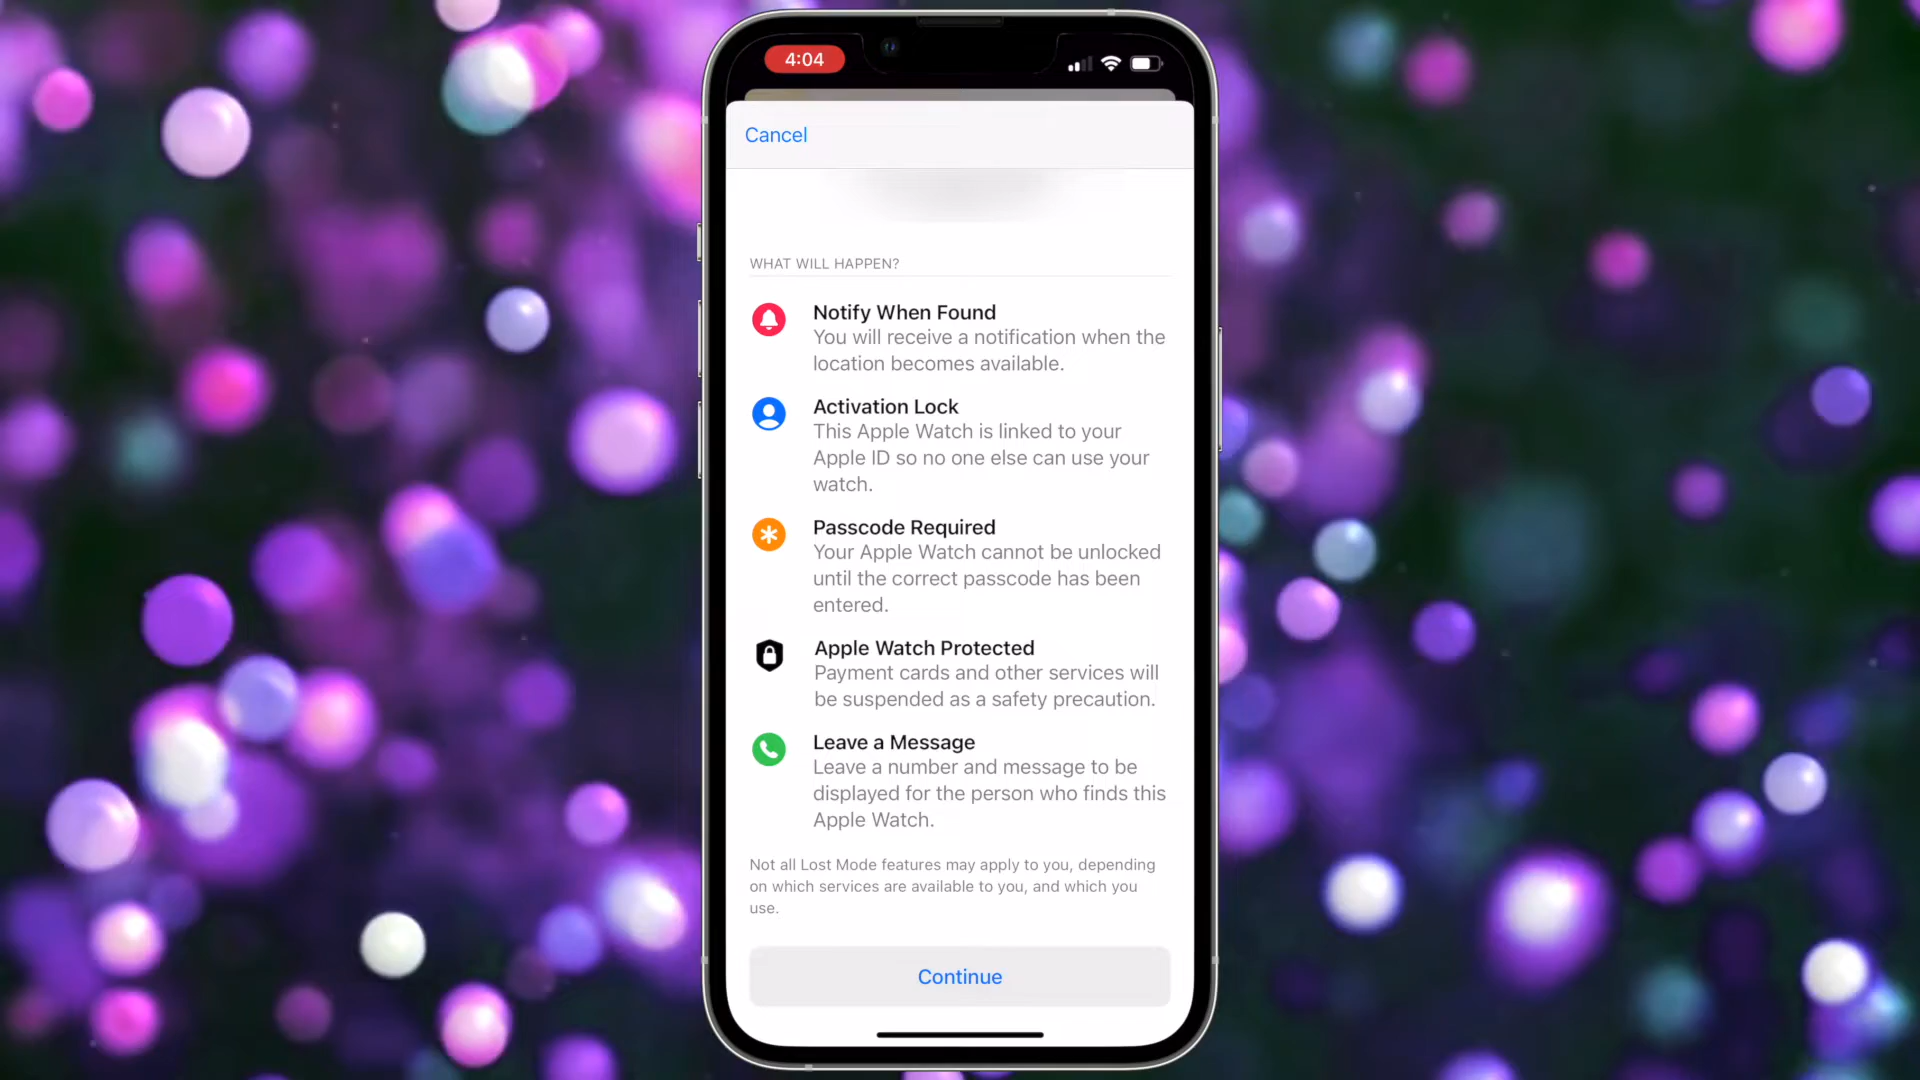 4:04
Cancel
WHAT WILL HAPPEN?
Notify When Found
You will receive a notification when the
location becomes available.
Activation Lock
This Apple Watch is linked to your
Apple ID so no one else can use your
watch.
Passcode Required
Your Apple Watch cannot be unlocked
until the correct passcode has been
entered.
Apple Watch Protected
Payment cards and other services will
be suspended as a safety precaution.
Leave a Message
Leave a number and message to be
displayed for the person who finds this
Apple Watch.
Not all Lost Mode features may apply to you, depending
on which services are available to you, and which you
use.
Continue